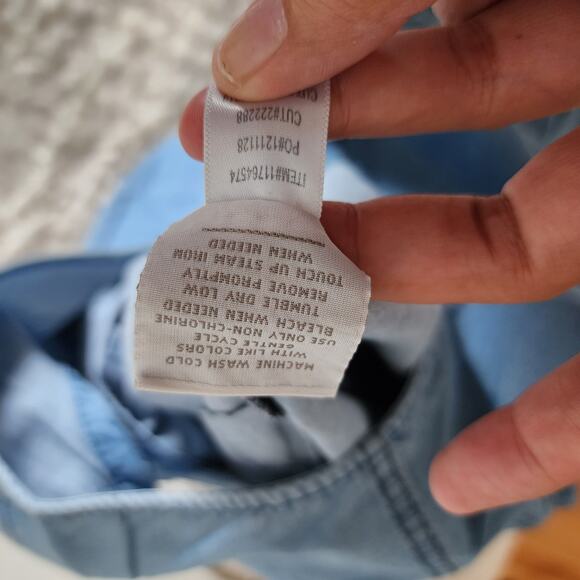 MACHINE WASH COLD
WITH LIKE COLORS
GENTLE CYCLE
USE ONLY NON-CHLORINE
BLEACH WHEN NEEDED
TUMBLE DRY LOW
REMOVE PROMPTLY
TOUCH UP STEAM IRON
WHEN NEEDED
ITEM#11764574
PO#1211128
CUT#222288